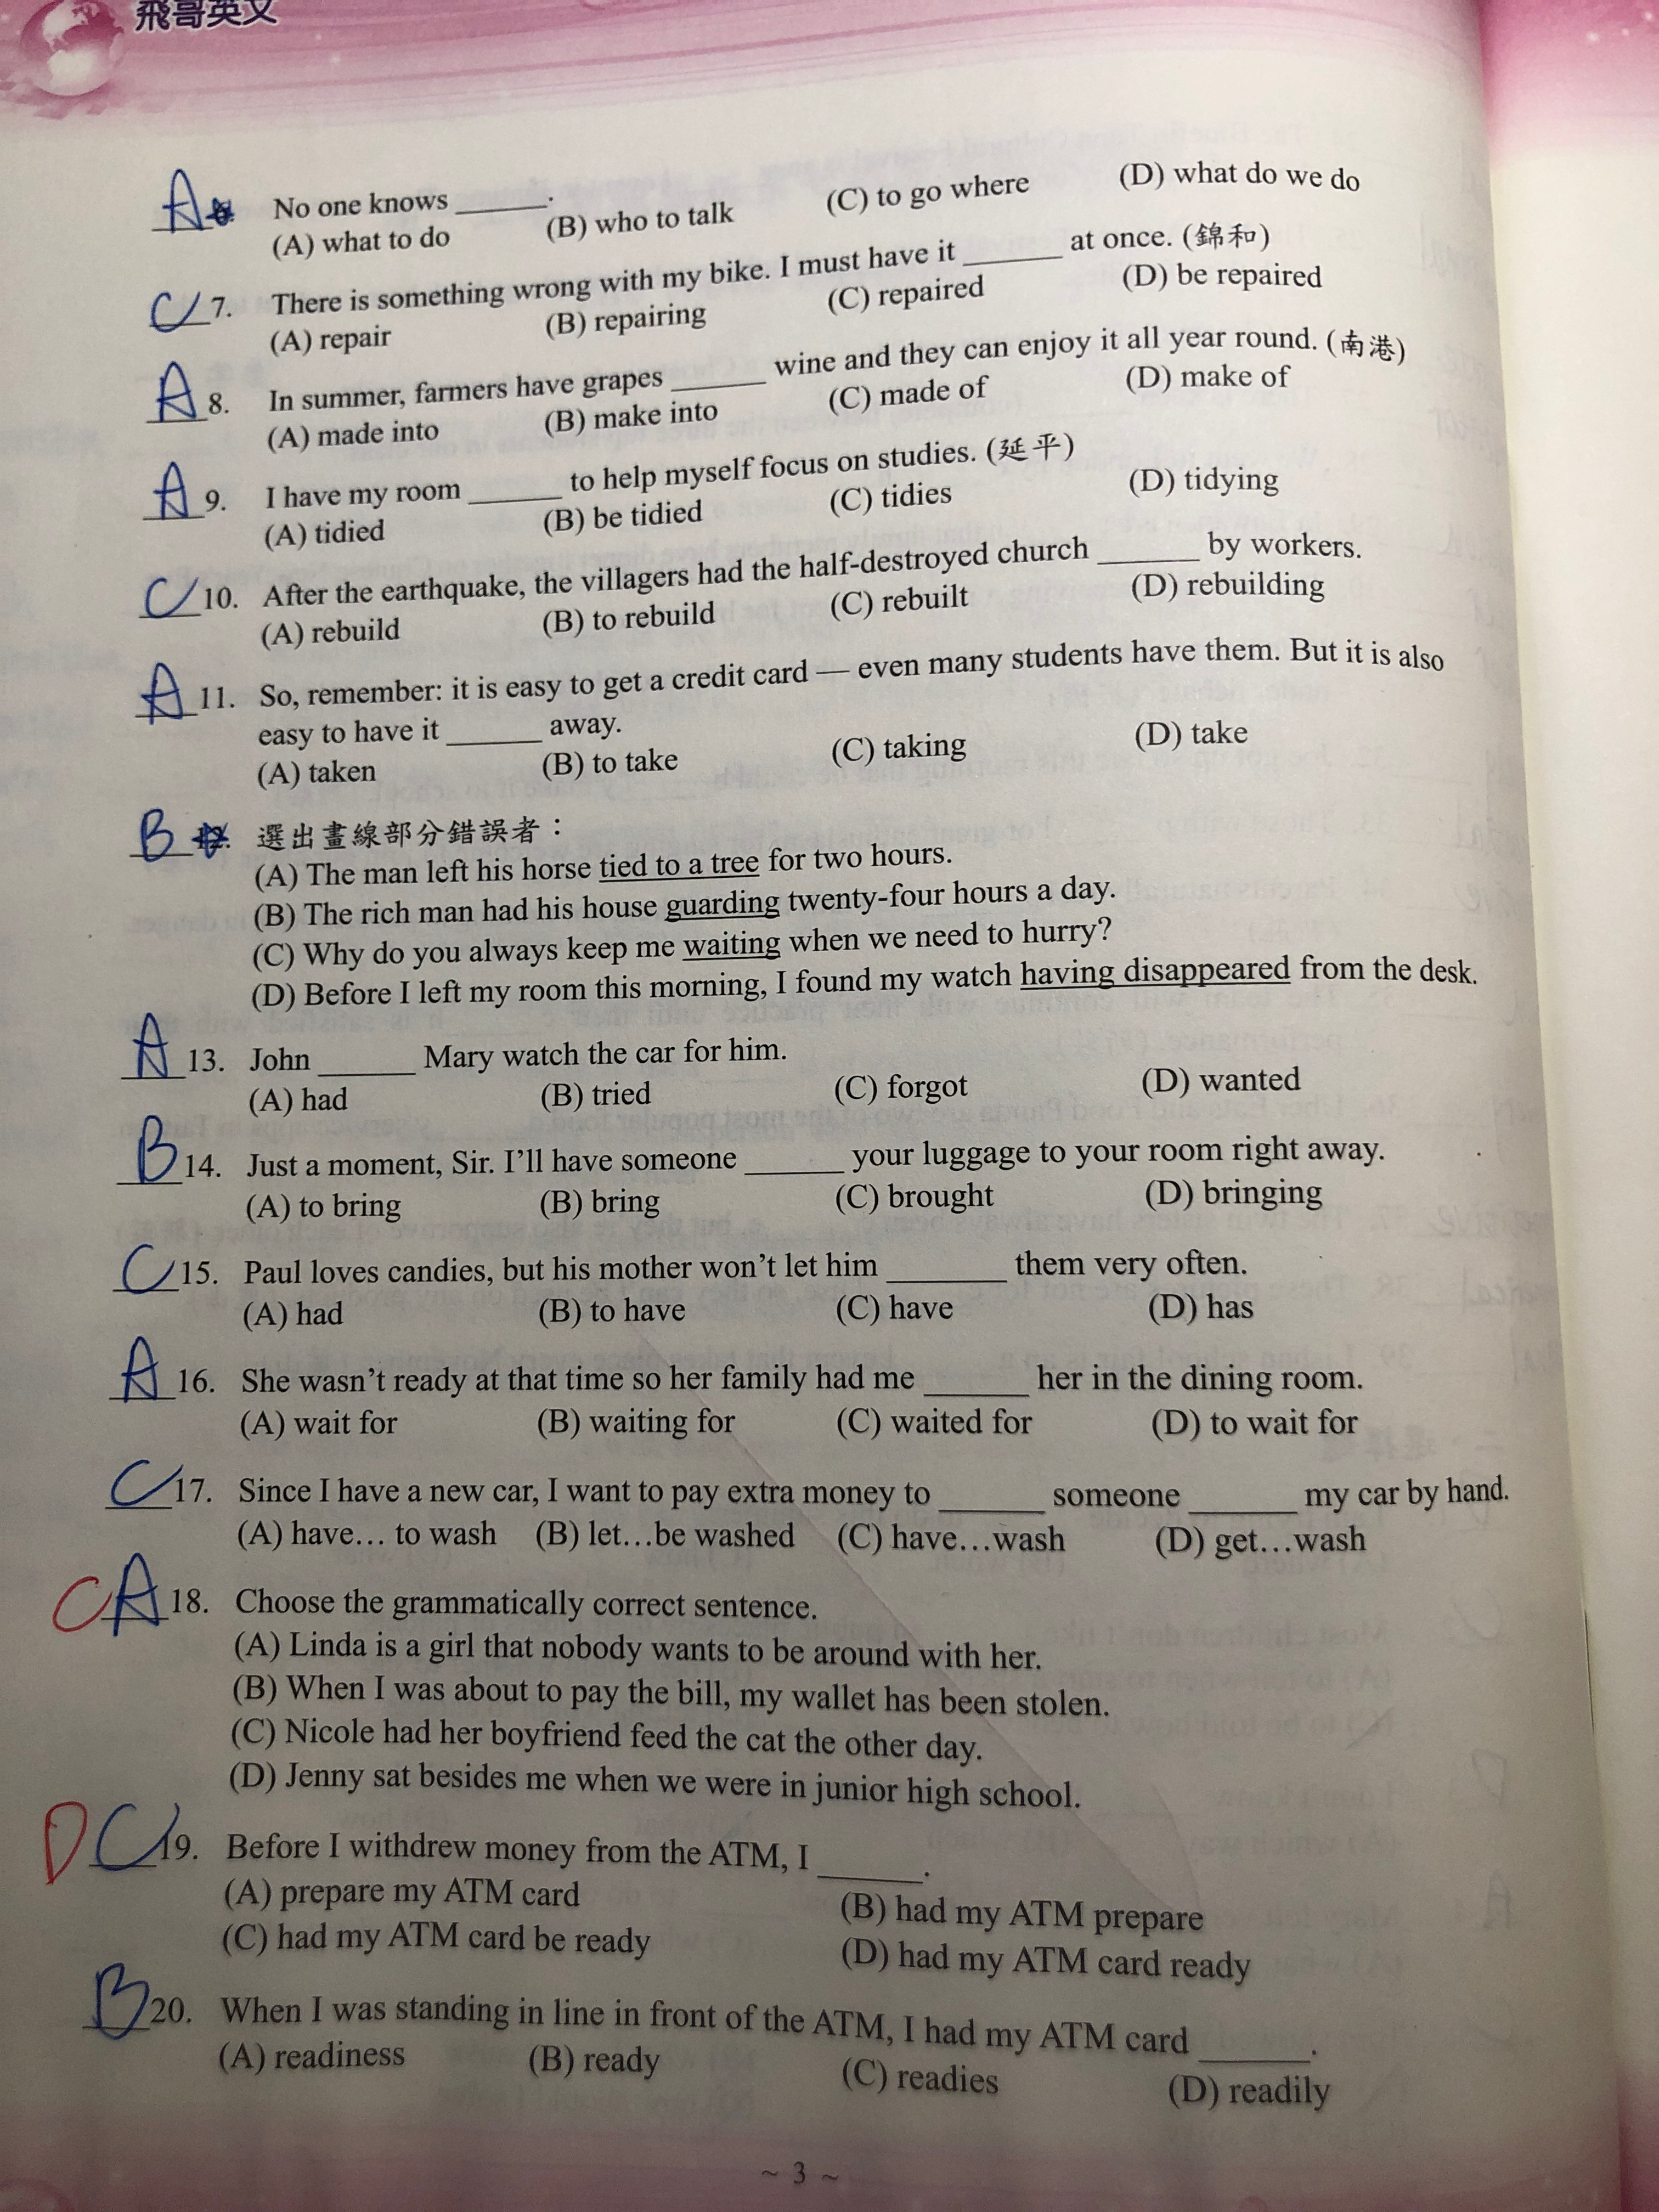 飛哥英文
A 6. No one knows ______.
(A) what to do (B) who to talk (C) to go where (D) what do we do
C 7. There is something wrong with my bike. I must have it ______ at once. (錦和)
(A) repair (B) repairing (C) repaired (D) be repaired
A 8. In summer, farmers have grapes ______ wine and they can enjoy it all year round. (南港)
(A) made into (B) make into (C) made of (D) make of
A 9. I have my room ______ to help myself focus on studies. (延平)
(A) tidied (B) be tidied (C) tidies (D) tidying
C 10. After the earthquake, the villagers had the half-destroyed church ______ by workers.
(A) rebuild (B) to rebuild (C) rebuilt (D) rebuilding
A 11. So, remember: it is easy to get a credit card — even many students have them. But it is also
easy to have it ______ away.
(A) taken (B) to take (C) taking (D) take
B 12. 選出畫線部分錯誤者：
(A) The man left his horse tied to a tree for two hours.
(B) The rich man had his house guarding twenty-four hours a day.
(C) Why do you always keep me waiting when we need to hurry?
(D) Before I left my room this morning, I found my watch having disappeared from the desk.
A 13. John ______ Mary watch the car for him.
(A) had (B) tried (C) forgot (D) wanted
B 14. Just a moment, Sir. I'll have someone ______ your luggage to your room right away.
(A) to bring (B) bring (C) brought (D) bringing
C 15. Paul loves candies, but his mother won't let him ______ them very often.
(A) had (B) to have (C) have (D) has
A 16. She wasn't ready at that time so her family had me ______ her in the dining room.
(A) wait for (B) waiting for (C) waited for (D) to wait for
C 17. Since I have a new car, I want to pay extra money to ______ someone ______ my car by hand.
(A) have… to wash (B) let…be washed (C) have…wash (D) get…wash
C A 18. Choose the grammatically correct sentence.
(A) Linda is a girl that nobody wants to be around with her.
(B) When I was about to pay the bill, my wallet has been stolen.
(C) Nicole had her boyfriend feed the cat the other day.
(D) Jenny sat besides me when we were in junior high school.
D C 19. Before I withdrew money from the ATM, I ______.
(A) prepare my ATM card (B) had my ATM prepare
(C) had my ATM card be ready (D) had my ATM card ready
B 20. When I was standing in line in front of the ATM, I had my ATM card ______.
(A) readiness (B) ready (C) readies (D) readily
~ 3 ~